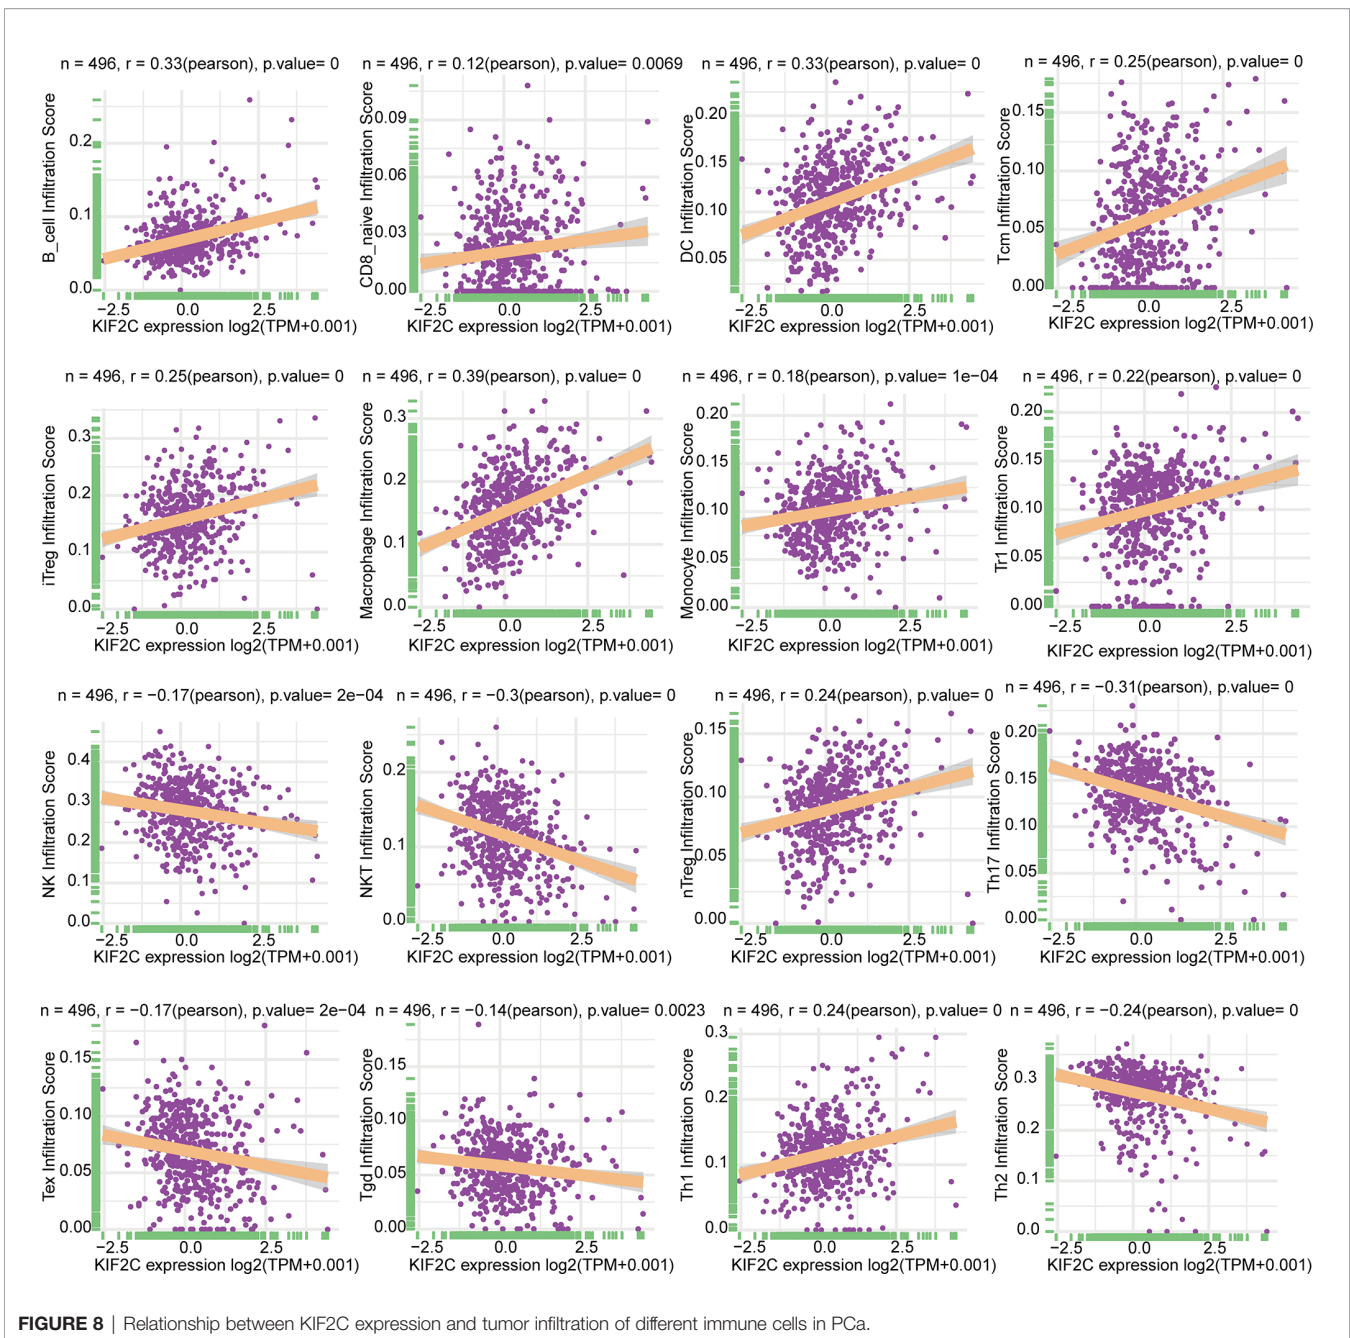 n = 496, r = 0.33(pearson), p.value= 0
B_cell Infiltration Score
0.2
0.1
0.0
−2.5 0.0 2.5
KIF2C expression log2(TPM+0.001)
n = 496, r = 0.12(pearson), p.value= 0.0069
CD8_naive Infiltration Score
0.09
0.06
0.03
0.00
−2.5 0.0 2.5
KIF2C expression log2(TPM+0.001)
n = 496, r = 0.33(pearson), p.value= 0
DC Infiltration Score
0.20
0.15
0.10
0.05
−2.5 0.0 2.5
KIF2C expression log2(TPM+0.001)
n = 496, r = 0.25(pearson), p.value= 0
Tcm Infiltration Score
0.15
0.10
0.05
0.00
−2.5 0.0 2.5
KIF2C expression log2(TPM+0.001)
n = 496, r = 0.25(pearson), p.value= 0
iTreg Infiltration Score
0.3
0.2
0.1
0.0
−2.5 0.0 2.5
KIF2C expression log2(TPM+0.001)
n = 496, r = 0.39(pearson), p.value= 0
Macrophage Infiltration Score
0.3
0.2
0.1
0.0
−2.5 0.0 2.5
KIF2C expression log2(TPM+0.001)
n = 496, r = 0.18(pearson), p.value= 1e−04
Monocyte Infiltration Score
0.20
0.15
0.10
0.05
0.00
−2.5 0.0 2.5
KIF2C expression log2(TPM+0.001)
n = 496, r = 0.22(pearson), p.value= 0
Tr1 Infiltration Score
0.20
0.15
0.10
0.05
0.00
−2.5 0.0 2.5
KIF2C expression log2(TPM+0.001)
n = 496, r = −0.17(pearson), p.value= 2e−04
NK Infiltration Score
0.4
0.3
0.2
0.1
0.0
−2.5 0.0 2.5
KIF2C expression log2(TPM+0.001)
n = 496, r = −0.3(pearson), p.value= 0
NKT Infiltration Score
0.2
0.1
0.0
−2.5 0.0 2.5
KIF2C expression log2(TPM+0.001)
n = 496, r = 0.24(pearson), p.value= 0
nTreg Infiltration Score
0.15
0.10
0.05
0.00
−2.5 0.0 2.5
KIF2C expression log2(TPM+0.001)
n = 496, r = −0.31(pearson), p.value= 0
Th17 Infiltration Score
0.20
0.15
0.10
0.05
0.00
−2.5 0.0 2.5
KIF2C expression log2(TPM+0.001)
n = 496, r = −0.17(pearson), p.value= 2e−04
Tex Infiltration Score
0.15
0.10
0.05
0.00
−2.5 0.0 2.5
KIF2C expression log2(TPM+0.001)
n = 496, r = −0.14(pearson), p.value= 0.0023
Tgd Infiltration Score
0.15
0.10
0.05
0.00
−2.5 0.0 2.5
KIF2C expression log2(TPM+0.001)
n = 496, r = 0.24(pearson), p.value= 0
Th1 Infiltration Score
0.3
0.2
0.1
0.0
−2.5 0.0 2.5
KIF2C expression log2(TPM+0.001)
n = 496, r = −0.24(pearson), p.value= 0
Th2 Infiltration Score
0.3
0.2
0.1
0.0
−2.5 0.0 2.5
KIF2C expression log2(TPM+0.001)
FIGURE 8 | Relationship between KIF2C expression and tumor infiltration of different immune cells in PCa.